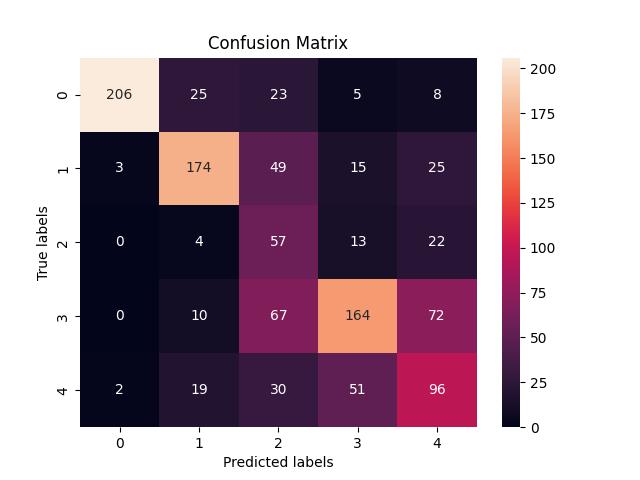 Confusion Matrix
True labels
0 206 25 23 5 8
1 3 174 49 15 25
2 0 4 57 13 22
3 0 10 67 164 72
4 2 19 30 51 96
0 1 2 3 4
Predicted labels
200
175
150
125
100
75
50
25
0